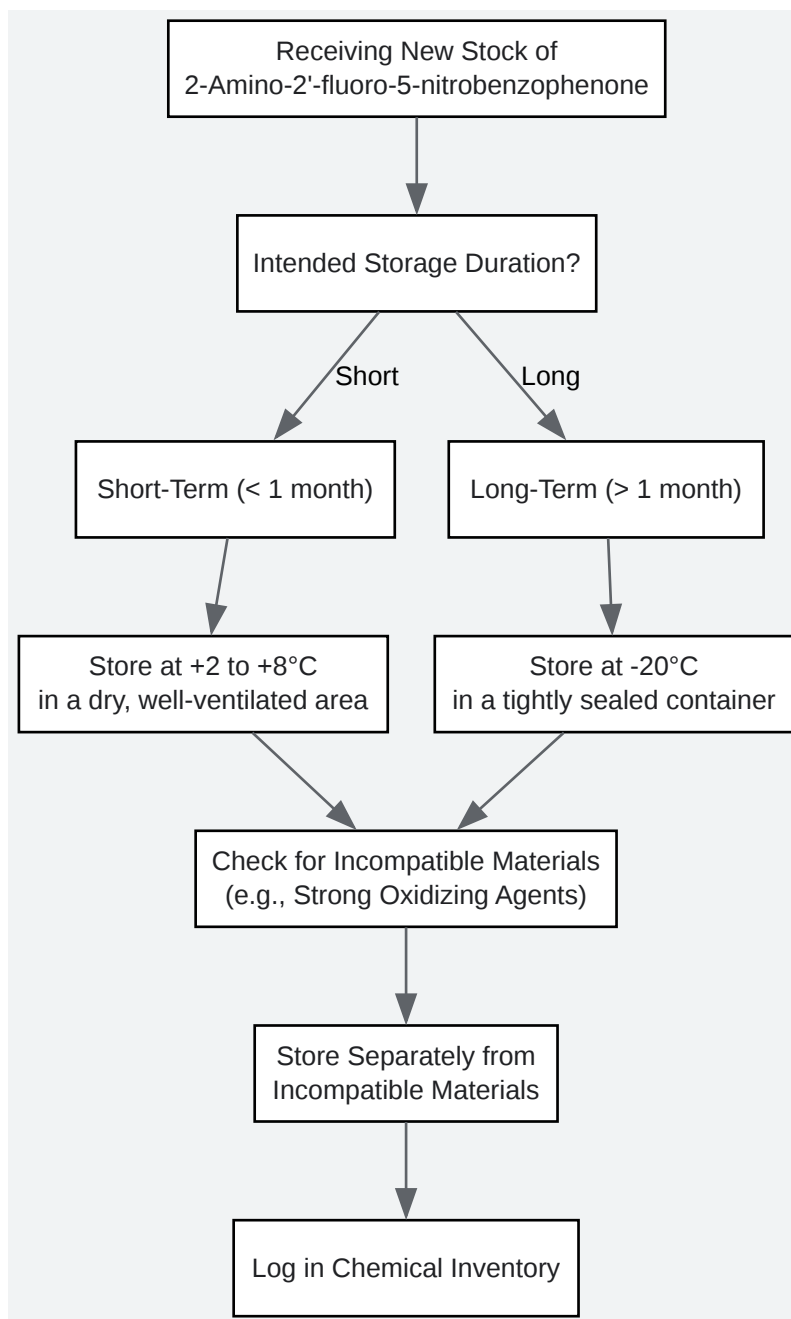 Receiving New Stock of
2-Amino-2'-fluoro-5-nitrobenzophenone
Intended Storage Duration?
Short
Long
Short-Term (< 1 month)
Long-Term (> 1 month)
Store at +2 to +8°C
in a dry, well-ventilated area
Store at -20°C
in a tightly sealed container
Check for Incompatible Materials
(e.g., Strong Oxidizing Agents)
Store Separately from
Incompatible Materials
Log in Chemical Inventory